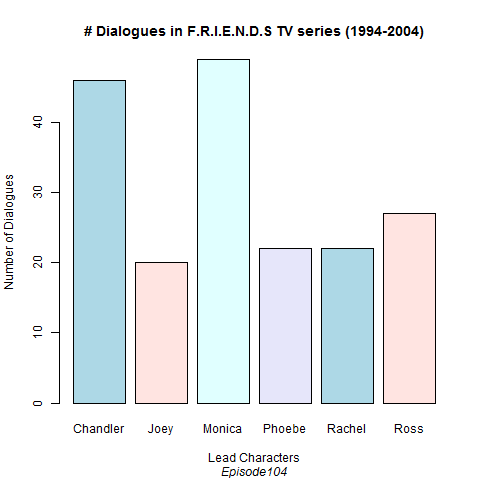 # Dialogues in F.R.I.E.N.D.S TV series (1994-2004)
Number of Dialogues
40
30
20
10
0
Chandler Joey Monica Phoebe Rachel Ross
Lead Characters
Episode104